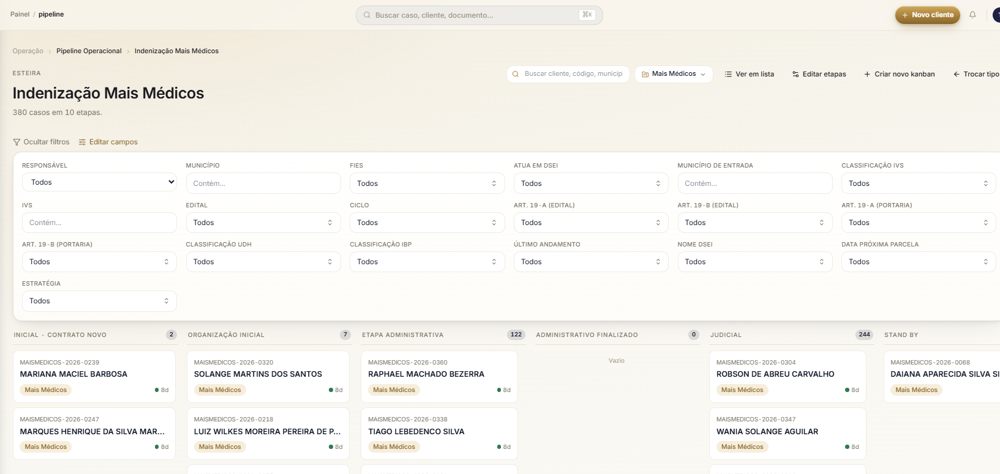 Painel / pipeline
Buscar caso, cliente, documento...
⌘K
+ Novo cliente
Operação > Pipeline Operacional > Indenização Mais Médicos
ESTEIRA
Buscar cliente, código, municíp
Mais Médicos
Ver em lista
Editar etapas
+ Criar novo kanban
← Trocar tipo
Indenização Mais Médicos
380 casos em 10 etapas.
Ocultar filtros
Editar campos
RESPONSÁVEL
Todos
MUNICÍPIO
Contém...
FIES
Todos
ATUA EM DSEI
Todos
MUNICÍPIO DE ENTRADA
Contém...
CLASSIFICAÇÃO IVS
Todos
IVS
Contém...
EDITAL
Todos
CICLO
Todos
ART. 19-A (EDITAL)
Todos
ART. 19-B (EDITAL)
Todos
ART. 19-A (PORTARIA)
Todos
ART. 19-B (PORTARIA)
Todos
CLASSIFICAÇÃO UDH
Todos
CLASSIFICAÇÃO IBP
Todos
ÚLTIMO ANDAMENTO
Todos
NOME DSEI
Todos
DATA PRÓXIMA PARCELA
Todos
ESTRATÉGIA
Todos
INICIAL - CONTRATO NOVO 2
MAISMEDICOS-2026-0239
MARIANA MACIEL BARBOSA
Mais Médicos 8d
MAISMEDICOS-2026-0247
MARQUES HENRIQUE DA SILVA MAR...
Mais Médicos 8d
ORGANIZAÇÃO INICIAL 7
MAISMEDICOS-2026-0320
SOLANGE MARTINS DOS SANTOS
Mais Médicos 8d
MAISMEDICOS-2026-0218
LUIZ WILKES MOREIRA PEREIRA DE P...
Mais Médicos 8d
ETAPA ADMINISTRATIVA 122
MAISMEDICOS-2026-0360
RAPHAEL MACHADO BEZERRA
Mais Médicos 8d
MAISMEDICOS-2026-0338
TIAGO LEBEDENCO SILVA
Mais Médicos 8d
ADMINISTRATIVO FINALIZADO 0
Vazio
JUDICIAL 244
MAISMEDICOS-2026-0304
ROBSON DE ABREU CARVALHO
Mais Médicos 8d
MAISMEDICOS-2026-0347
WANIA SOLANGE AGUILAR
Mais Médicos 8d
STAND BY
MAISMEDICOS-2026-0068
DAIANA APARECIDA SILVA SI
Mais Médicos